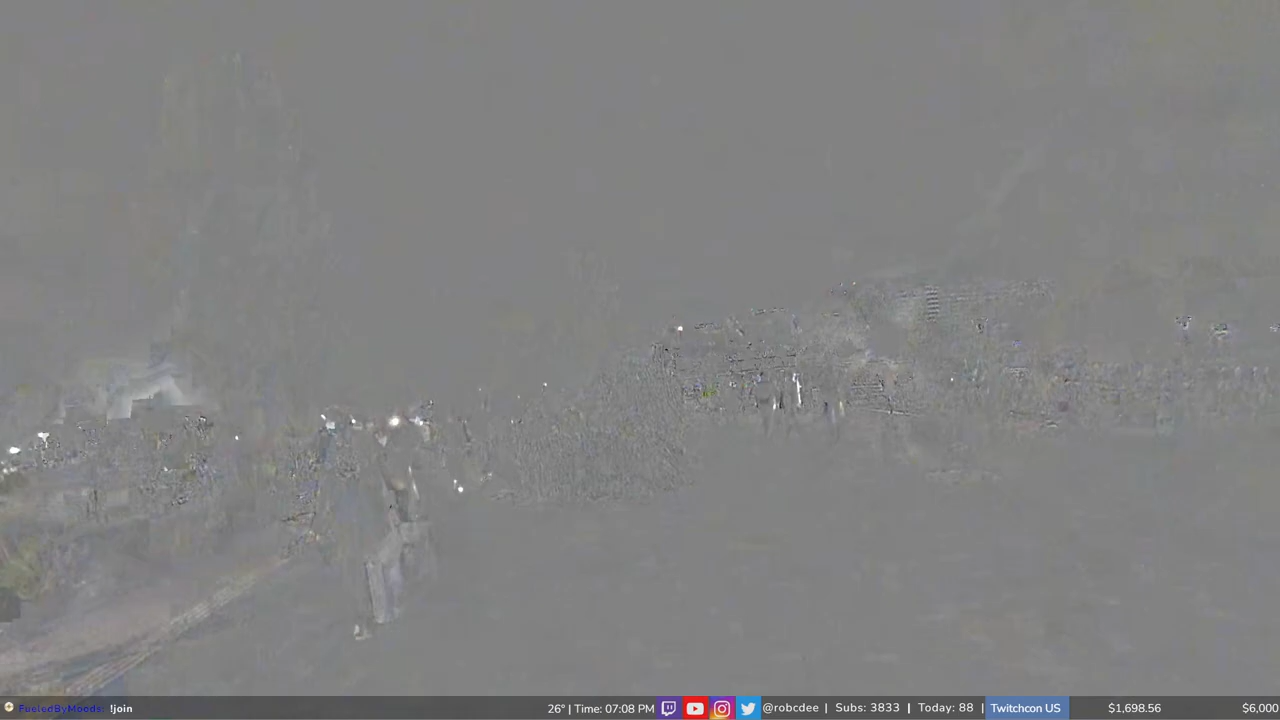 FueledByMoods: !join
26° | Time: 07:08 PM @robcdee | Subs: 3833 | Today: 88 | Twitchcon US $1,698.56 $6,000